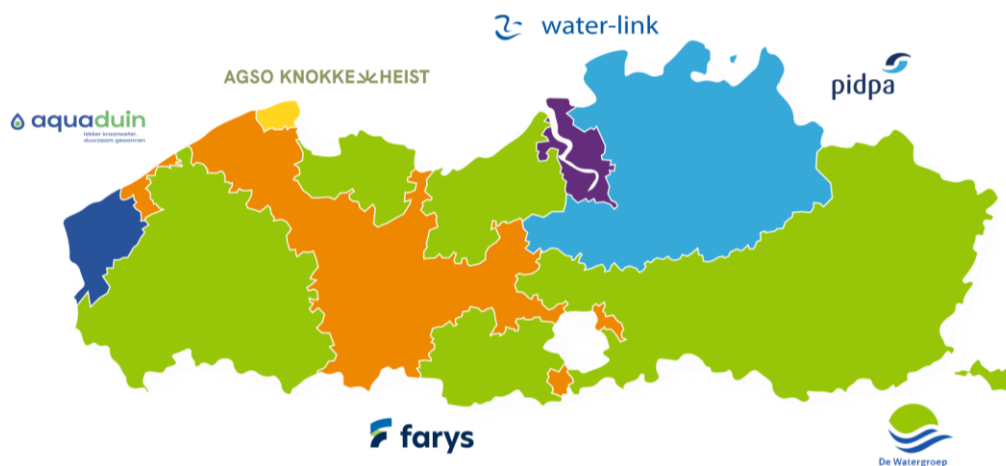 water-link
AGSO KNOKKE HEIST
pidpa
aquaduin
lekker kraanwater,
duurzaam gewonnen
farys
De Watergroep